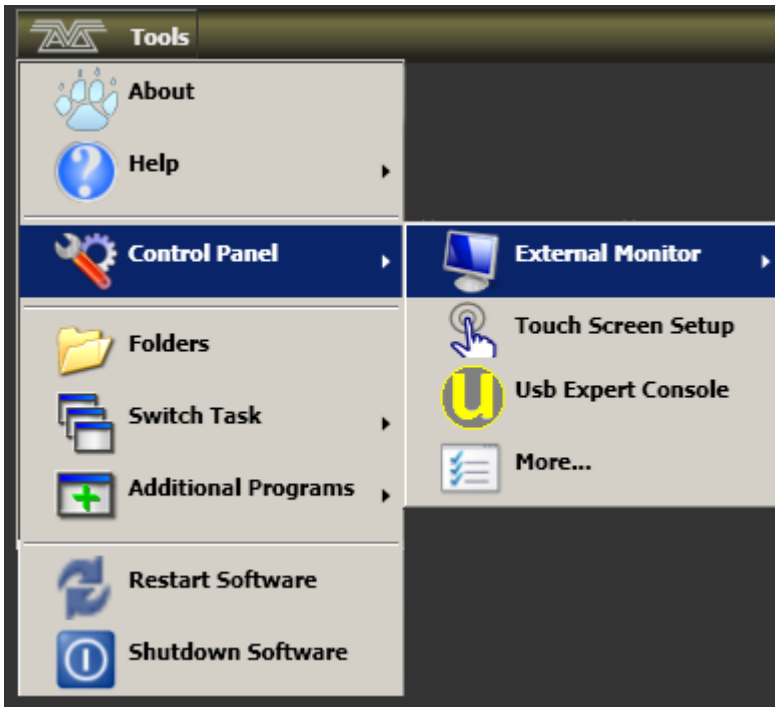 Tools
About
Help
Control Panel
External Monitor
Touch Screen Setup
Folders
Usb Expert Console
Switch Task
More...
Additional Programs
Restart Software
Shutdown Software